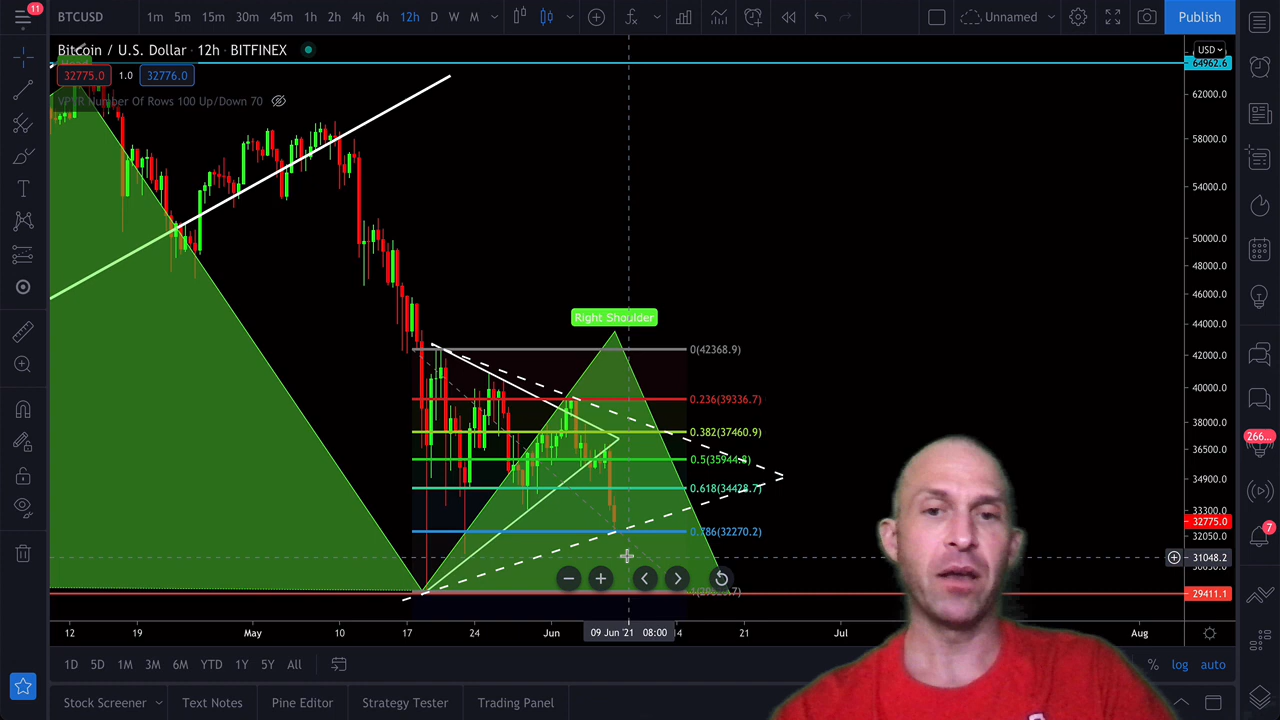 11
BTCUSD
1m 5m 15m 30m 45m 1h 2h 4h 6h 12h D W M
Unnamed
Publish
Bitcoin / U.S. Dollar · 12h · BITFINEX
32775.0 1.0 32776.0
VPVR Number Of Rows 100 Up/Down 70
USD
64962.6
62000.0
58000.0
54000.0
50000.0
48000.0
46000.0
42000.0
40000.0
38000.0
36500.0
34900.0
33300.0
32775.0
32050.0
31048.2
29411.1
Right Shoulder
0(42368.9)
0.236(39336.7)
0.382(37460.9)
0.5(35944.8)
0.618(34428.7)
0.786(32270.2)
12 19 May 10 17 24 Jun 09 Jun '21 08:00 14 21 Jul Aug
1D 5D 1M 3M 6M YTD 1Y 5Y All
% log auto
Stock Screener Text Notes Pine Editor Strategy Tester Trading Panel
266...
7